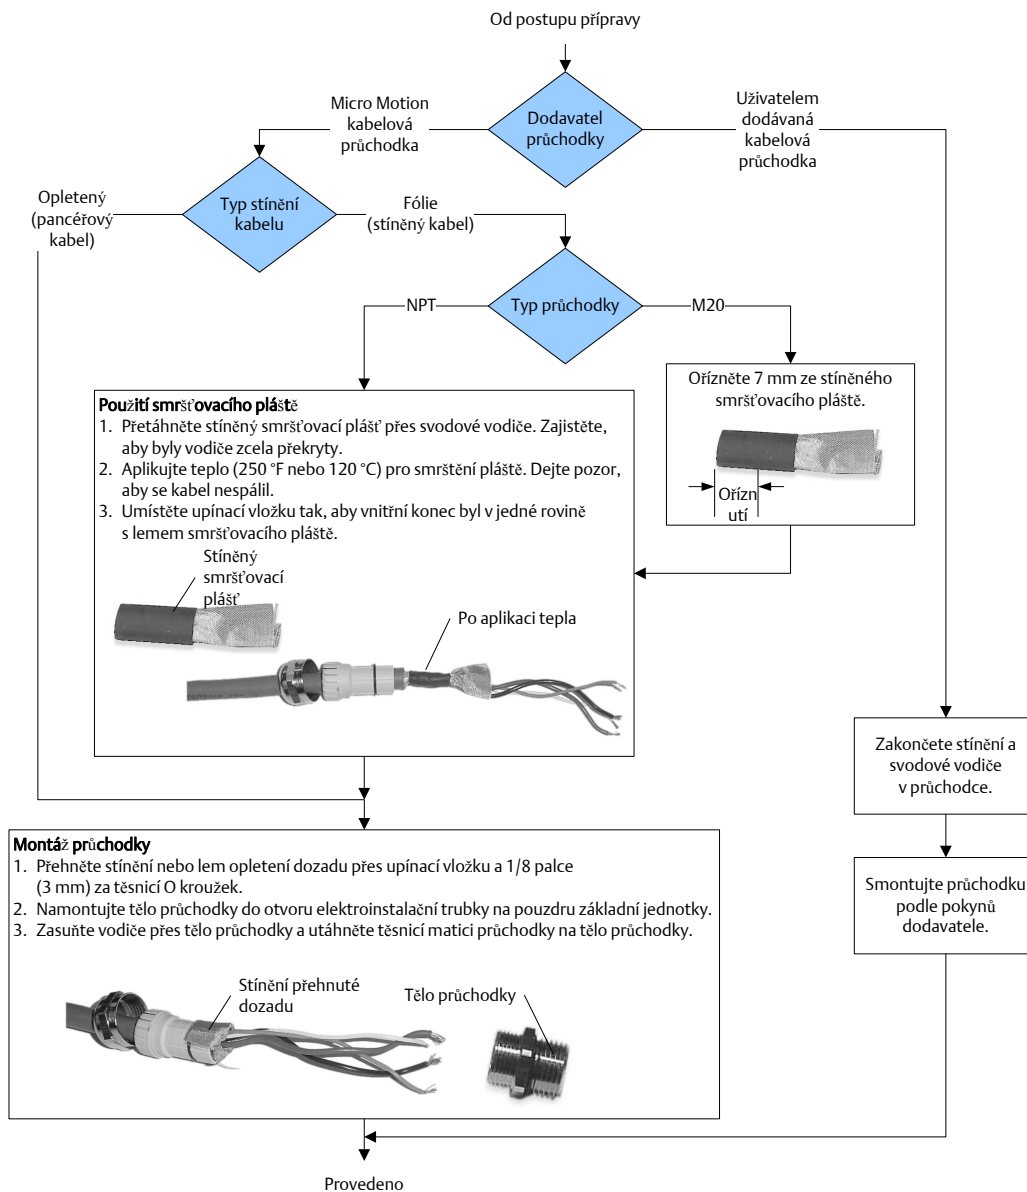 Od postupu přípravy
Micro Motion
kabelová
průchodka
Dodavatel
průchodky
Uživatelem
dodávaná
kabelová
průchodka
Opletený
(pancéřový
kabel)
Typ stínění
kabelu
Fólie
(stíněný kabel)
NPT
Typ průchodky
M20
Použití smršťovacího pláště
1. Přetáhněte stíněný smršťovací plášť přes svodové vodiče. Zajistěte,
aby byly vodiče zcela překryty.
2. Aplikujte teplo (250 °F nebo 120 °C) pro smrštění pláště. Dejte pozor,
aby se kabel nespálil.
3. Umístěte upínací vložku tak, aby vnitřní konec byl v jedné rovině
s lemem smršťovacího pláště.
Stíněný
smršťovací
plášť
Po aplikaci tepla
Ořízněte 7 mm ze stíněného
smršťovacího pláště.
Ořízn
utí
Zakončete stínění a
svodové vodiče
v průchodce.
Smontujte průchodku
podle pokynů
dodavatele.
Montáž průchodky
1. Přehněte stínění nebo lem opletení dozadu přes upínací vložku a 1/8 palce
(3 mm) za těsnicí O kroužek.
2. Namontujte tělo průchodky do otvoru elektroinstalační trubky na pouzdru základní jednotky.
3. Zasuňte vodiče přes tělo průchodky a utáhněte těsnicí matici průchodky na tělo průchodky.
Stínění přehnuté
dozadu
Tělo průchodky
Provedeno